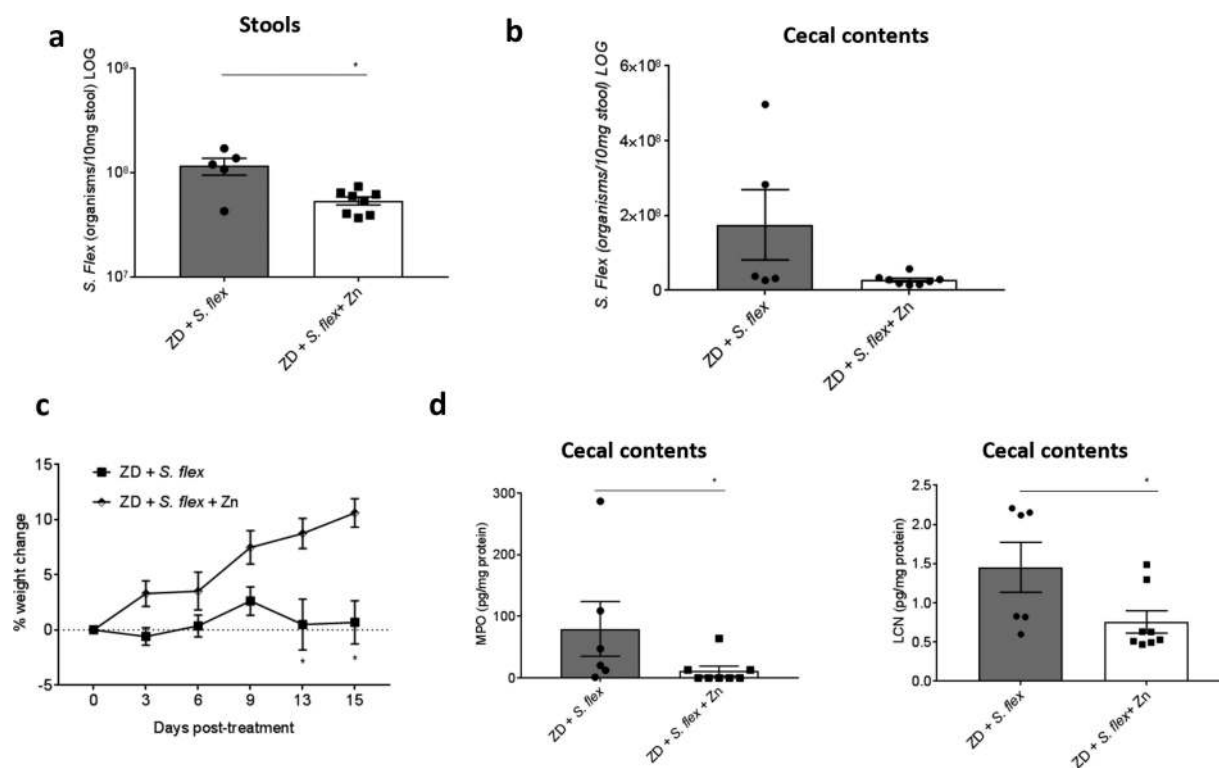 a
Stools
S. Flex (organisms/10mg stool) LOG
10⁹
10⁸
10⁷
*
ZD + S. flex
ZD + S. flex+ Zn
b
Cecal contents
S. Flex (organisms/10mg stool) LOG
6×10⁸
4×10⁸
2×10⁸
0
ZD + S. flex
ZD + S. flex+ Zn
c
% weight change
15
10
5
0
-5
ZD + S. flex
ZD + S. flex + Zn
*
*
0 3 6 9 13 15
Days post-treatment
d
Cecal contents
MPO (pg/mg protein)
300
200
100
0
*
ZD + S. flex
ZD + S. flex + Zn
Cecal contents
LCN (pg/mg protein)
2.5
2.0
1.5
1.0
0.5
0.0
*
ZD + S. flex
ZD + S. flex+ Zn